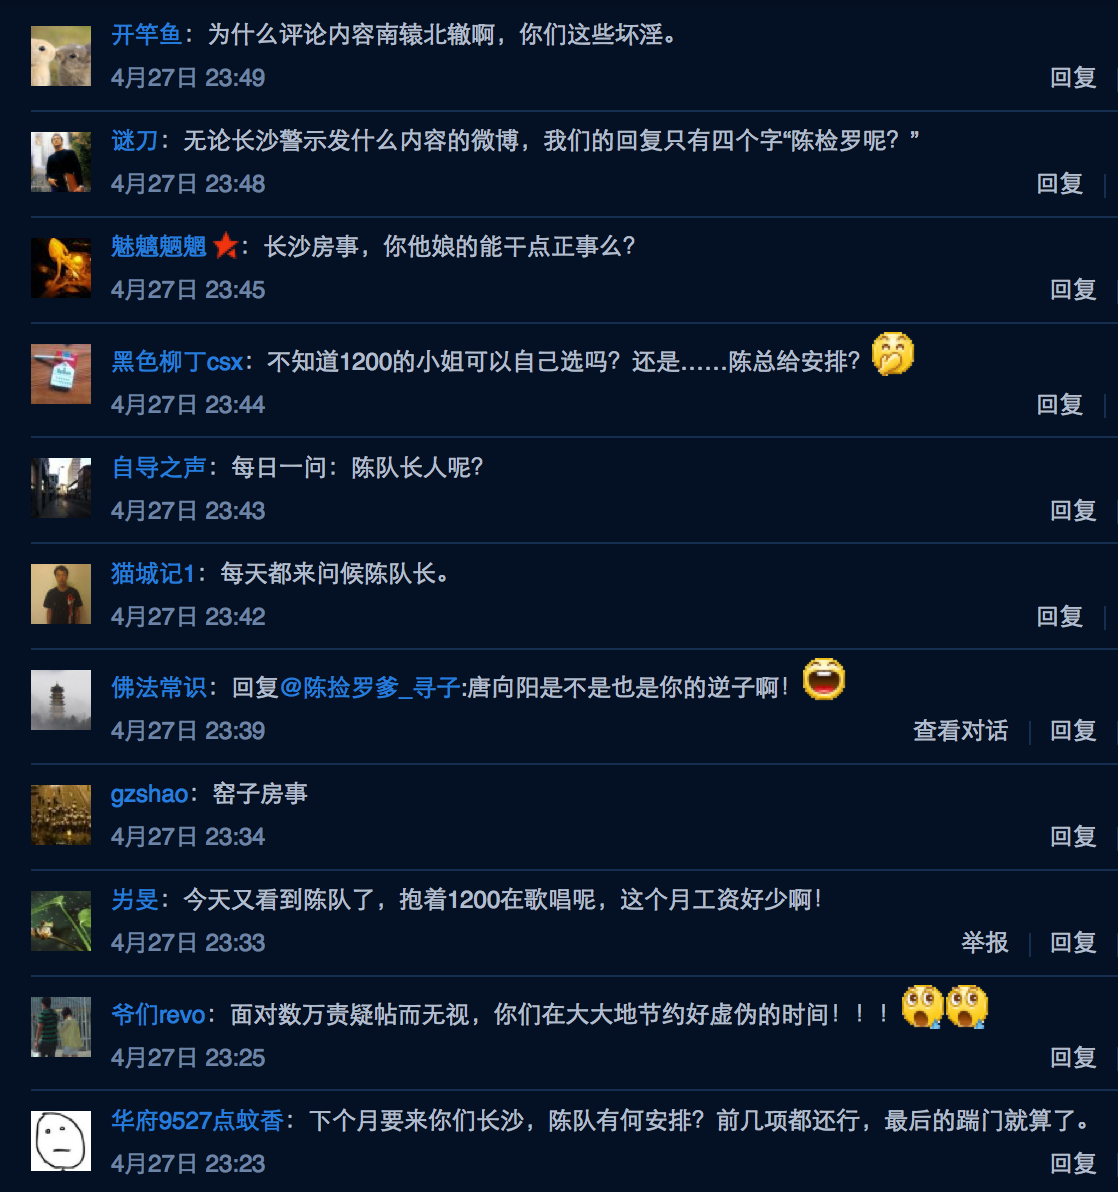 开竿鱼：为什么评论内容南辕北辙啊，你们这些坏淫。
4月27日 23:49
回复
谜刀：无论长沙警示发什么内容的微博，我们的回复只有四个字“陈检罗呢？”
4月27日 23:48
回复
魅魑魍魉：长沙房事，你他娘的能干点正事么？
4月27日 23:45
回复
黑色柳丁csx：不知道1200的小姐可以自己选吗？还是……陈总给安排？
4月27日 23:44
回复
自导之声：每日一问：陈队长人呢？
4月27日 23:43
回复
猫城记1：每天都来问候陈队长。
4月27日 23:42
回复
佛法常识：回复@陈捡罗爹_寻子:唐向阳是不是也是你的逆子啊！
4月27日 23:39
查看对话 回复
gzshao：窑子房事
4月27日 23:34
回复
岃旻：今天又看到陈队了，抱着1200在歌唱呢，这个月工资好少啊！
4月27日 23:33
举报 回复
爷们revo：面对数万责疑帖而无视，你们在大大地节约好虚伪的时间！！！
4月27日 23:25
回复
华府9527点蚊香：下个月要来你们长沙，陈队有何安排？前几项都还行，最后的踹门就算了。
4月27日 23:23
回复